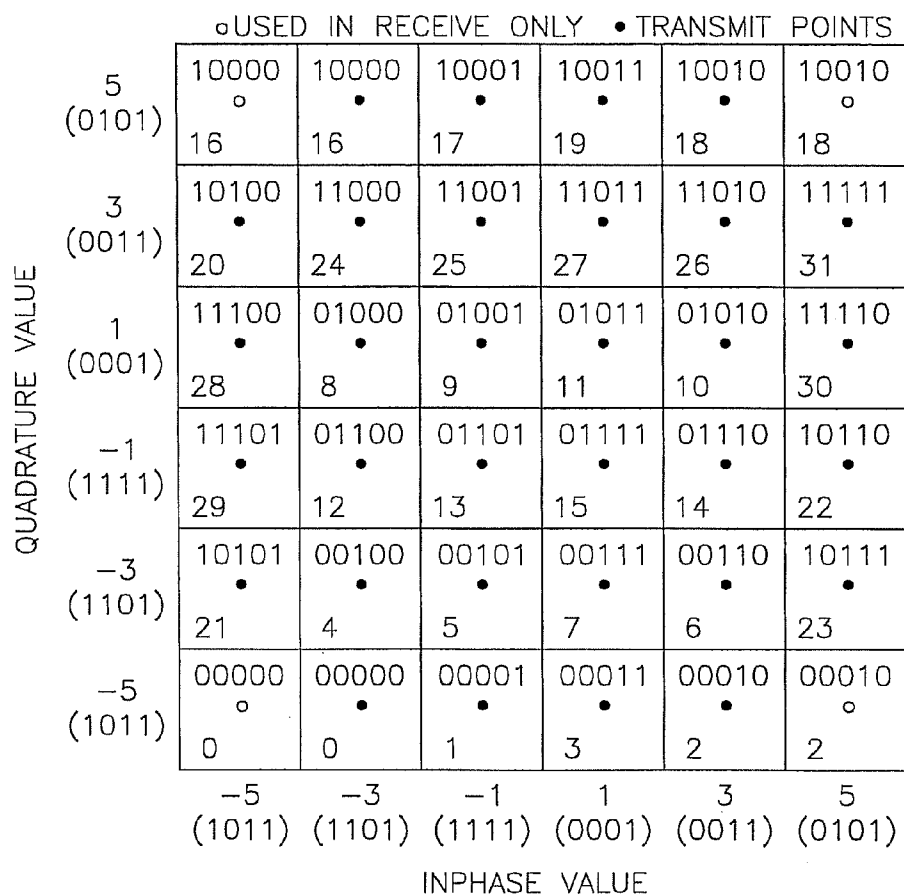 ○USED IN RECEIVE ONLY ●TRANSMIT POINTS
5 10000 10000 10001 10011 10010 10010
(0101)
16 16 17 19 18 18
3 10100 11000 11001 11011 11010 11111
(0011)
20 24 25 27 26 31
1 11100 01000 01001 01011 01010 11110
(0001)
28 8 9 11 10 30
-1 11101 01100 01101 01111 01110 10110
(1111)
29 12 13 15 14 22
-3 10101 00100 00101 00111 00110 10111
(1101)
21 4 5 7 6 23
-5 00000 00000 00001 00011 00010 00010
(1011)
0 0 1 3 2 2
QUADRATURE VALUE
-5 -3 -1 1 3 5
(1011) (1101) (1111) (0001) (0011) (0101)
INPHASE VALUE